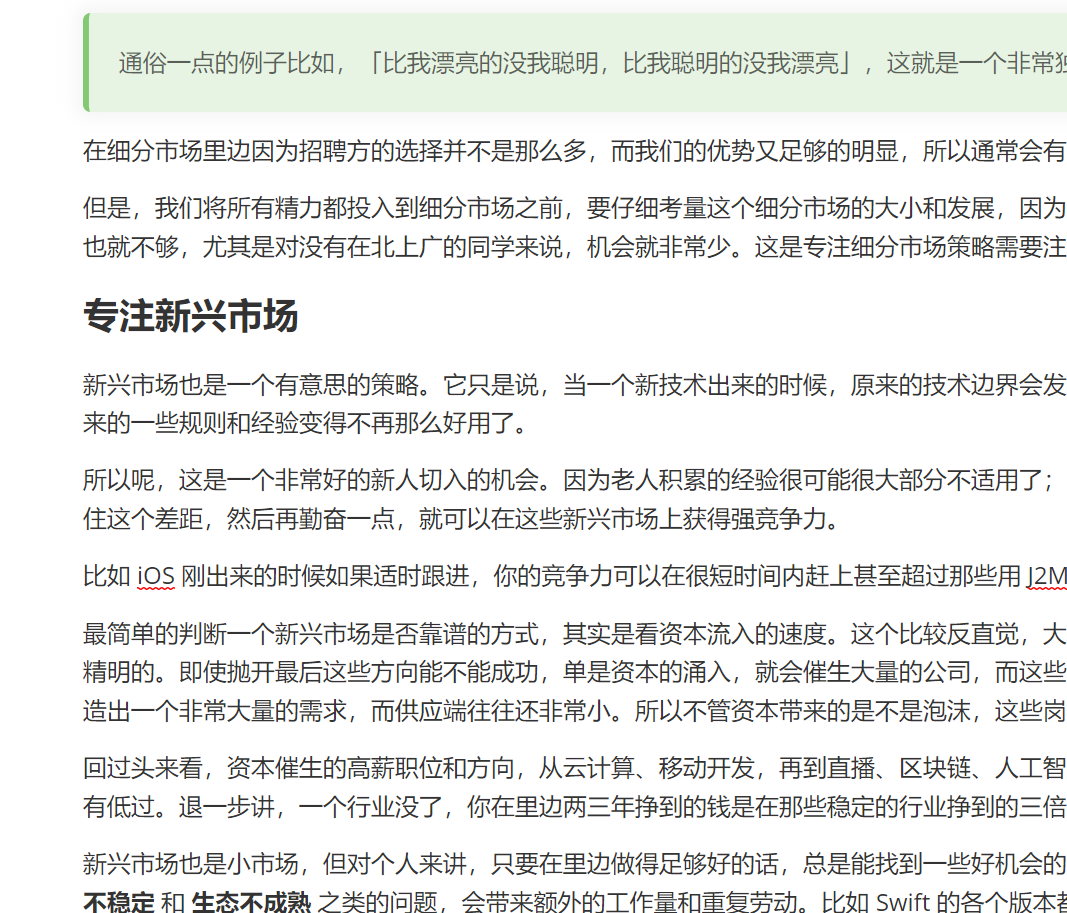 通俗一点的例子比如，「比我漂亮的没我聪明，比我聪明的没我漂亮」，这就是一个非常独
在细分市场里边因为招聘方的选择并不是那么多，而我们的优势又足够的明显，所以通常会有
但是，我们将所有精力都投入到细分市场之前，要仔细考量这个细分市场的大小和发展，因为
也就不够，尤其是对没有在北上广的同学来说，机会就非常少。这是专注细分市场策略需要注
专注新兴市场
新兴市场也是一个有意思的策略。它只是说，当一个新技术出来的时候，原来的技术边界会发
来的一些规则和经验变得不再那么好用了。
所以呢，这是一个非常好的新人切入的机会。因为老人积累的经验很可能很大部分不适用了；
住这个差距，然后再勤奋一点，就可以在这些新兴市场上获得强竞争力。
比如 iOS 刚出来的时候如果适时跟进，你的竞争力可以在很短时间内赶上甚至超过那些用 J2M
最简单的判断一个新兴市场是否靠谱的方式，其实是看资本流入的速度。这个比较反直觉，大
精明的。即使抛开最后这些方向能不能成功，单是资本的涌入，就会催生大量的公司，而这些
造出一个非常大量的需求，而供应端往往还非常小。所以不管资本带来的是不是泡沫，这些岗
回过头来看，资本催生的高薪职位和方向，从云计算、移动开发，再到直播、区块链、人工智
有低过。退一步讲，一个行业没了，你在里边两三年挣到的钱是在那些稳定的行业挣到的三倍
新兴市场也是小市场，但对个人来讲，只要在里边做得足够好的话，总是能找到一些好机会的
不稳定 和 生态不成熟 之类的问题，会带来额外的工作量和重复劳动。比如 Swift 的各个版本都